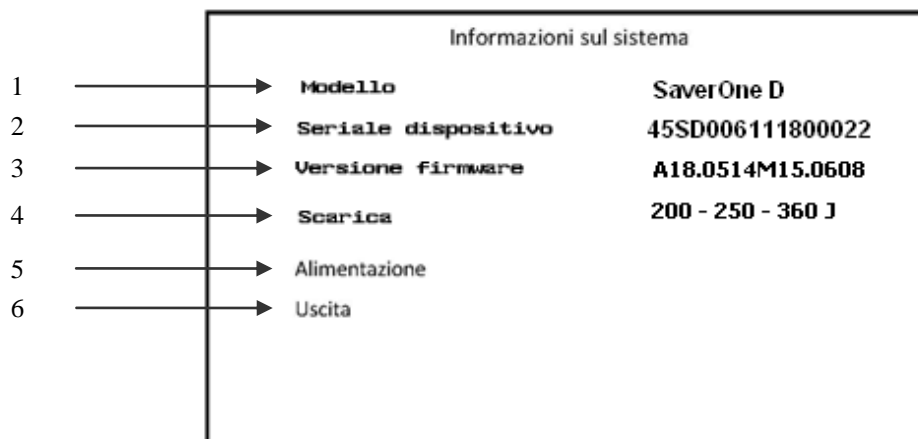 Informazioni sul sistema
1 Modello SaverOne D
2 Seriale dispositivo 45SD006111800022
3 Versione firmware A18.0514M15.0608
4 Scarica 200 - 250 - 360 J
5 Alimentazione
6 Uscita